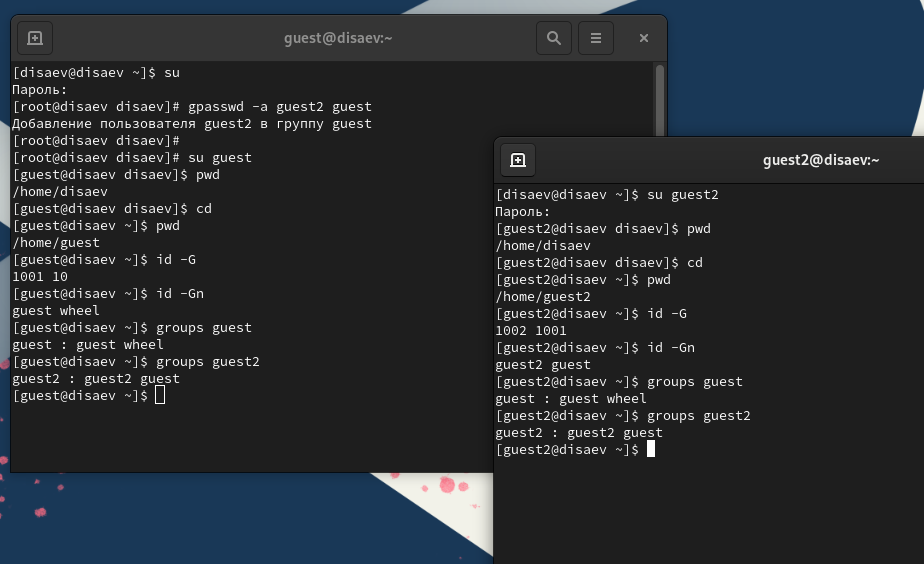 guest@disaev:~
[disaev@disaev ~]$ su
Пароль:
[root@disaev disaev]# gpasswd -a guest2 guest
Добавление пользователя guest2 в группу guest
[root@disaev disaev]#
[root@disaev disaev]# su guest
[guest@disaev disaev]$ pwd
/home/disaev
[guest@disaev disaev]$ cd
[guest@disaev ~]$ pwd
/home/guest
[guest@disaev ~]$ id -G
1001 10
[guest@disaev ~]$ id -Gn
guest wheel
[guest@disaev ~]$ groups guest
guest : guest wheel
[guest@disaev ~]$ groups guest2
guest2 : guest2 guest
[guest@disaev ~]$
guest2@disaev:~
[disaev@disaev ~]$ su guest2
Пароль:
[guest2@disaev disaev]$ pwd
/home/disaev
[guest2@disaev disaev]$ cd
[guest2@disaev ~]$ pwd
/home/guest2
[guest2@disaev ~]$ id -G
1002 1001
[guest2@disaev ~]$ id -Gn
guest2 guest
[guest2@disaev ~]$ groups guest
guest : guest wheel
[guest2@disaev ~]$ groups guest2
guest2 : guest2 guest
[guest2@disaev ~]$